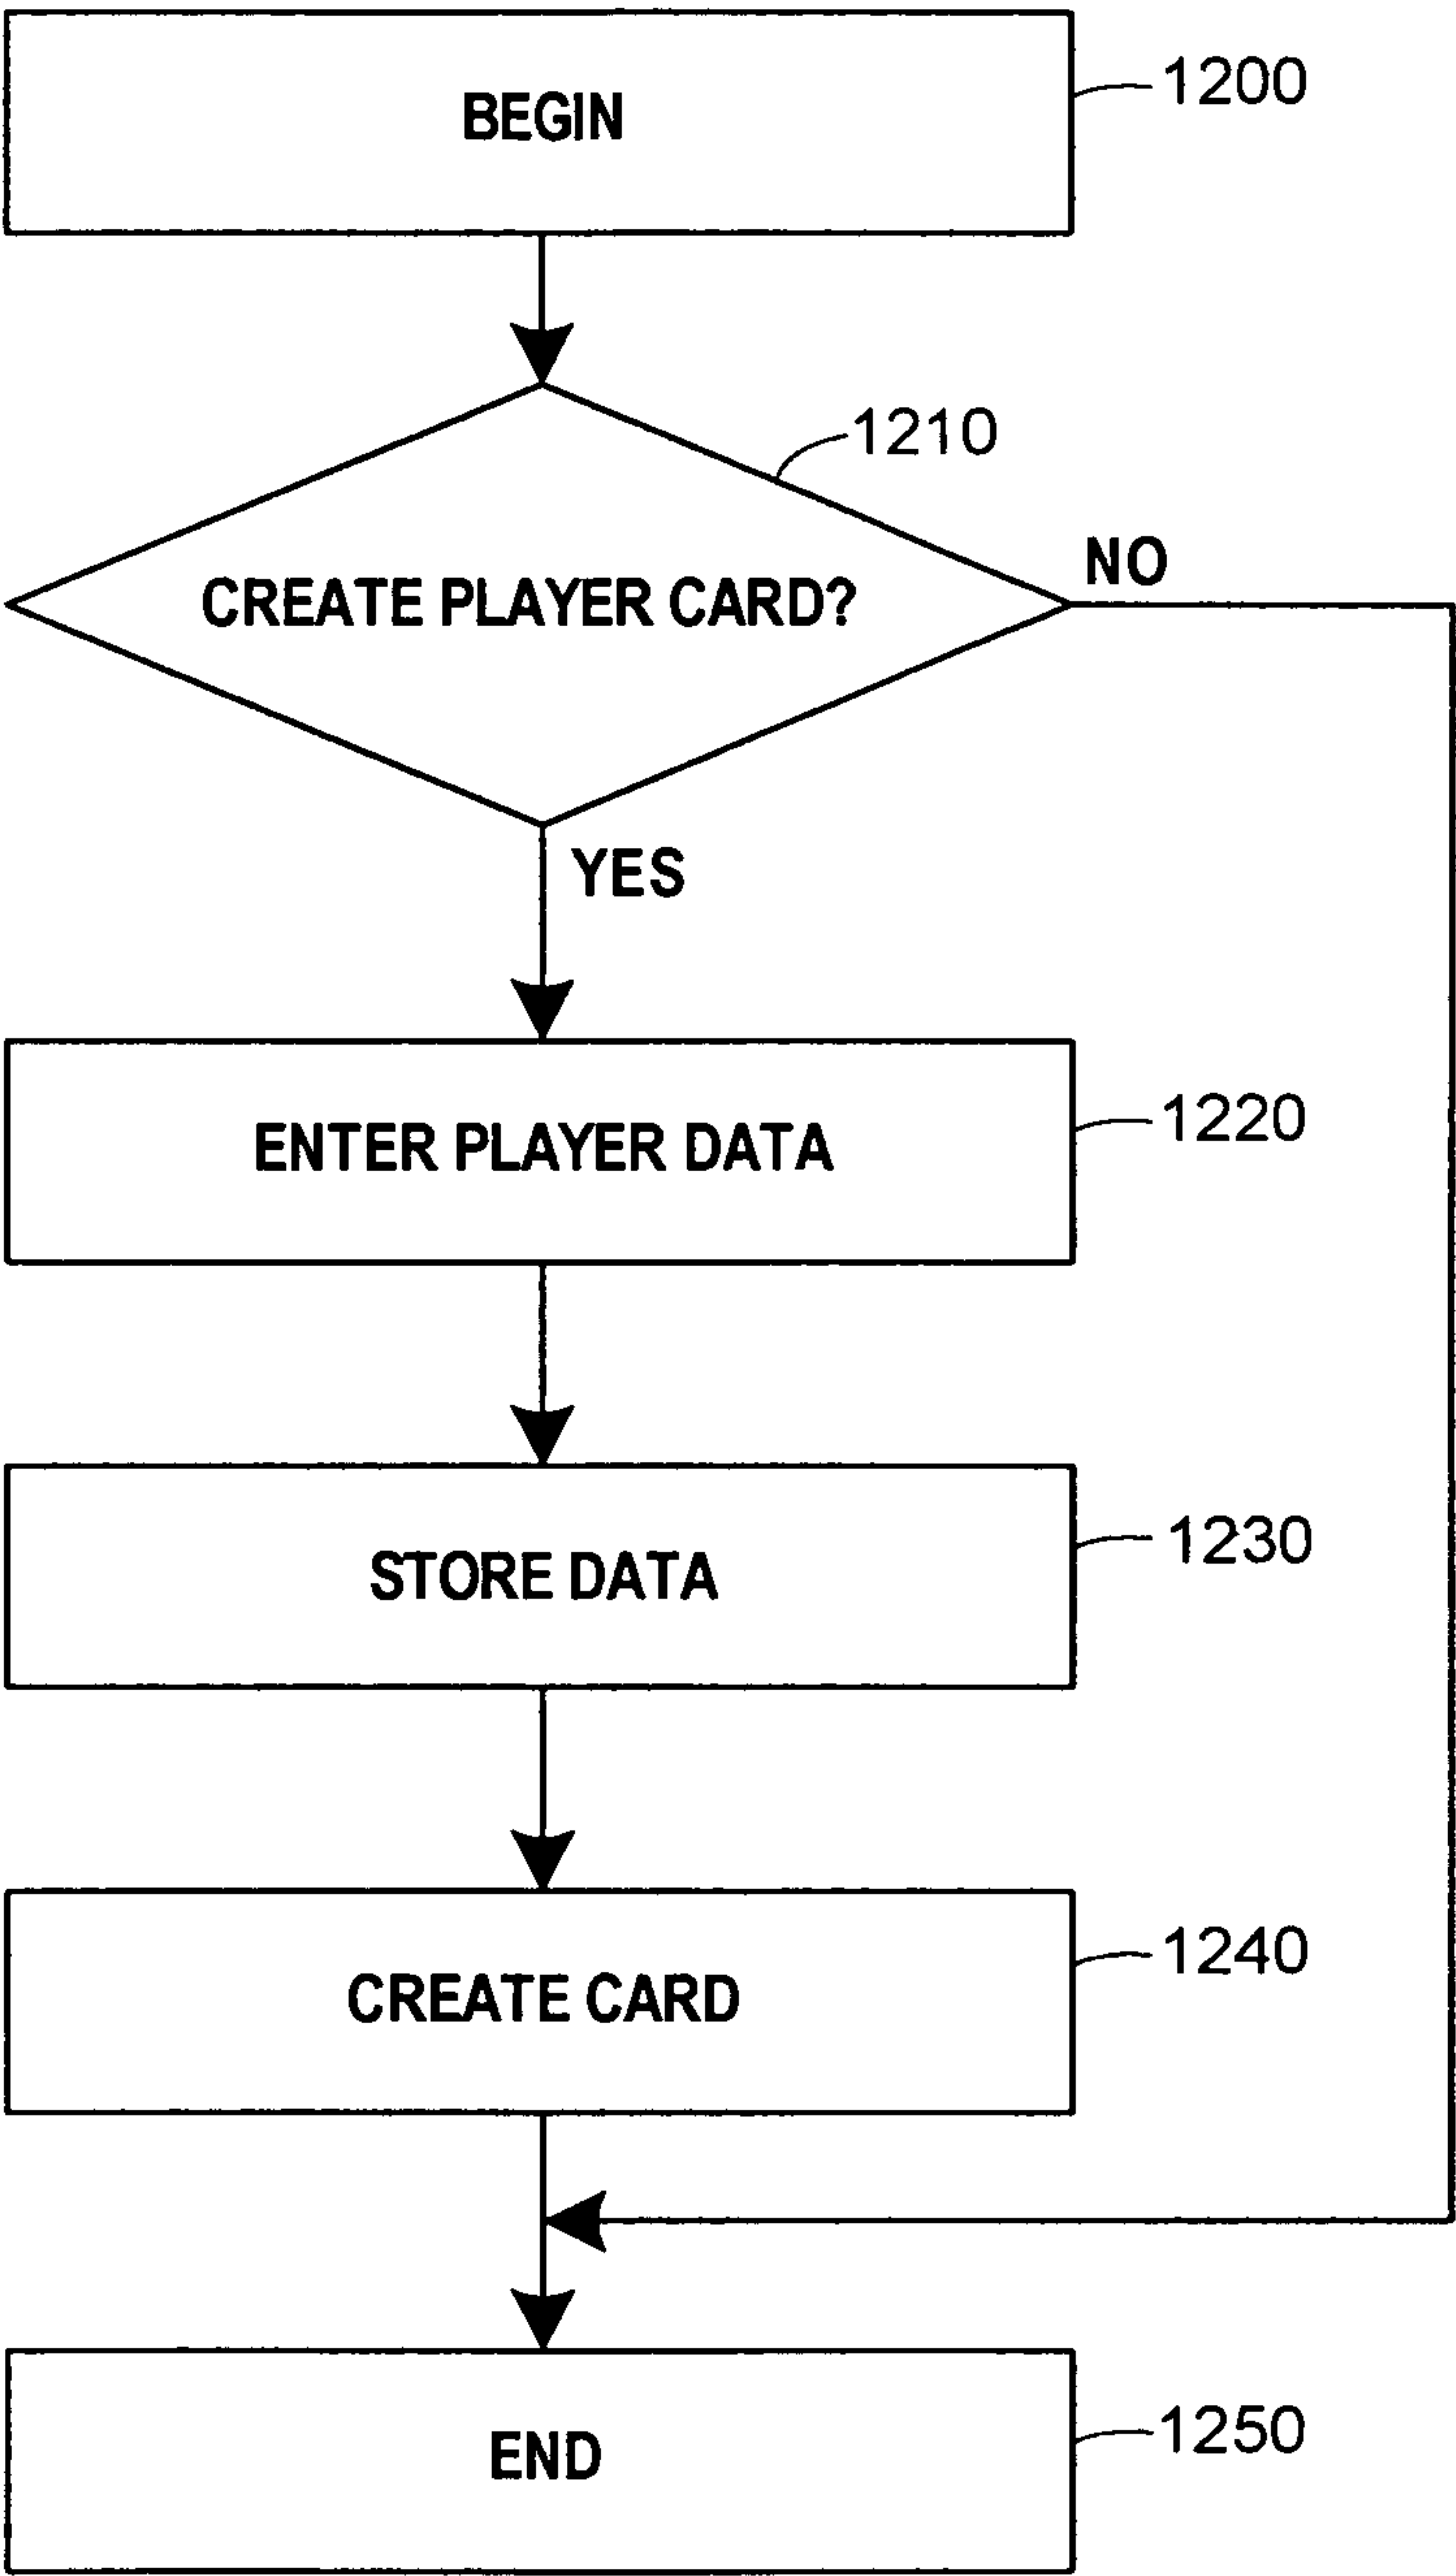 BEGIN
1200
1210
CREATE PLAYER CARD?
NO
YES
ENTER PLAYER DATA
1220
STORE DATA
1230
CREATE CARD
1240
END
1250